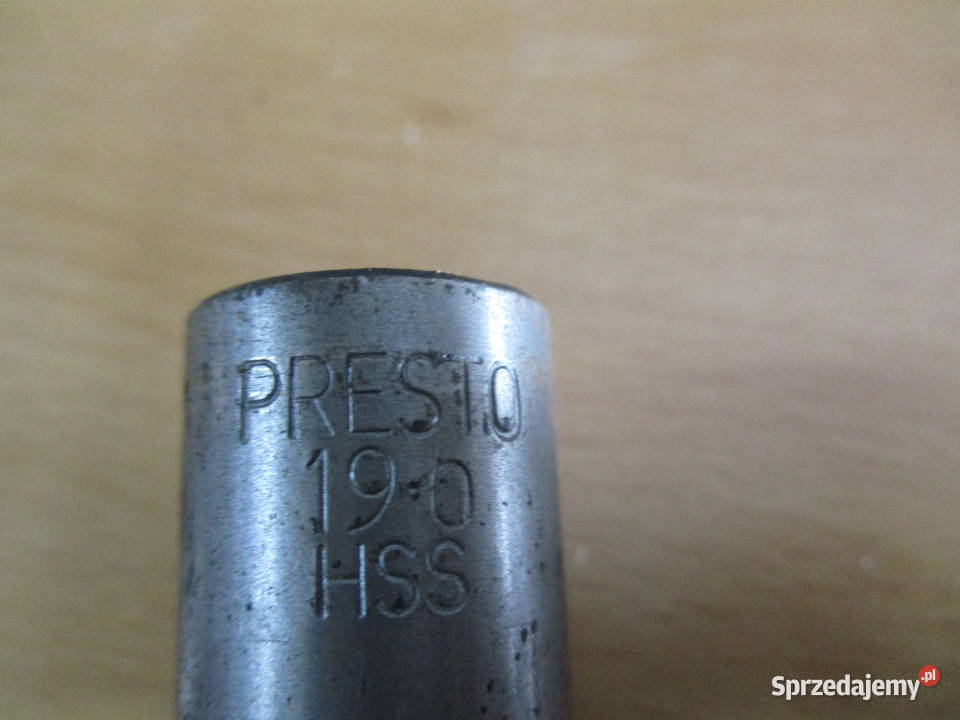 PRESTO
19·0
HSS
Sprzedajemy.pl